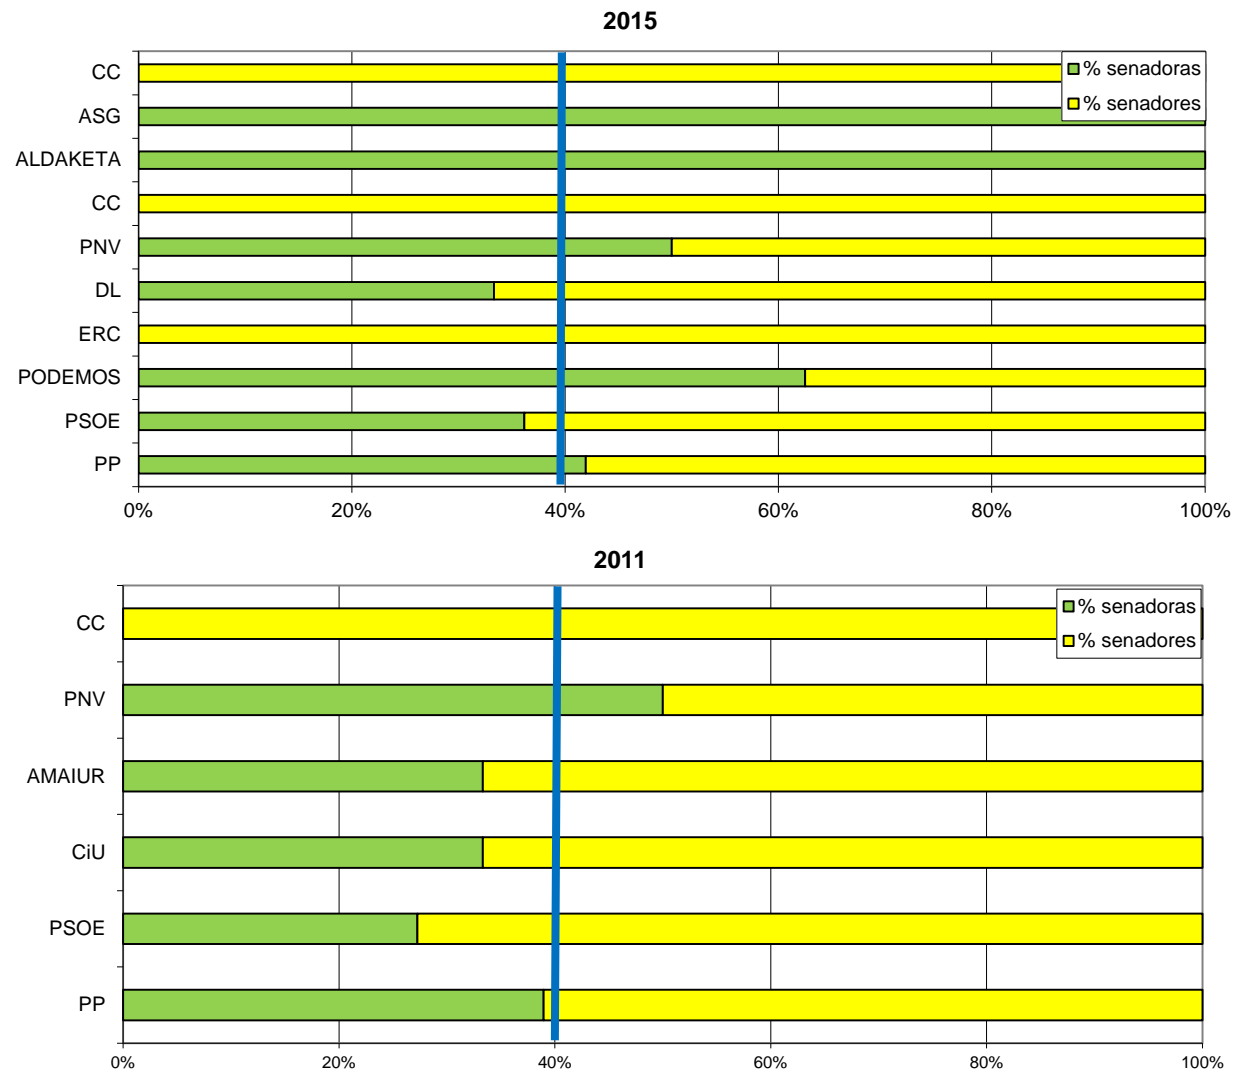 2015
% senadoras
% senadores
CC
ASG
ALDAKETA
CC
PNV
DL
ERC
PODEMOS
PSOE
PP
0% 20% 40% 60% 80% 100%
2011
% senadoras
% senadores
CC
PNV
AMAIUR
CiU
PSOE
PP
0% 20% 40% 60% 80% 100%